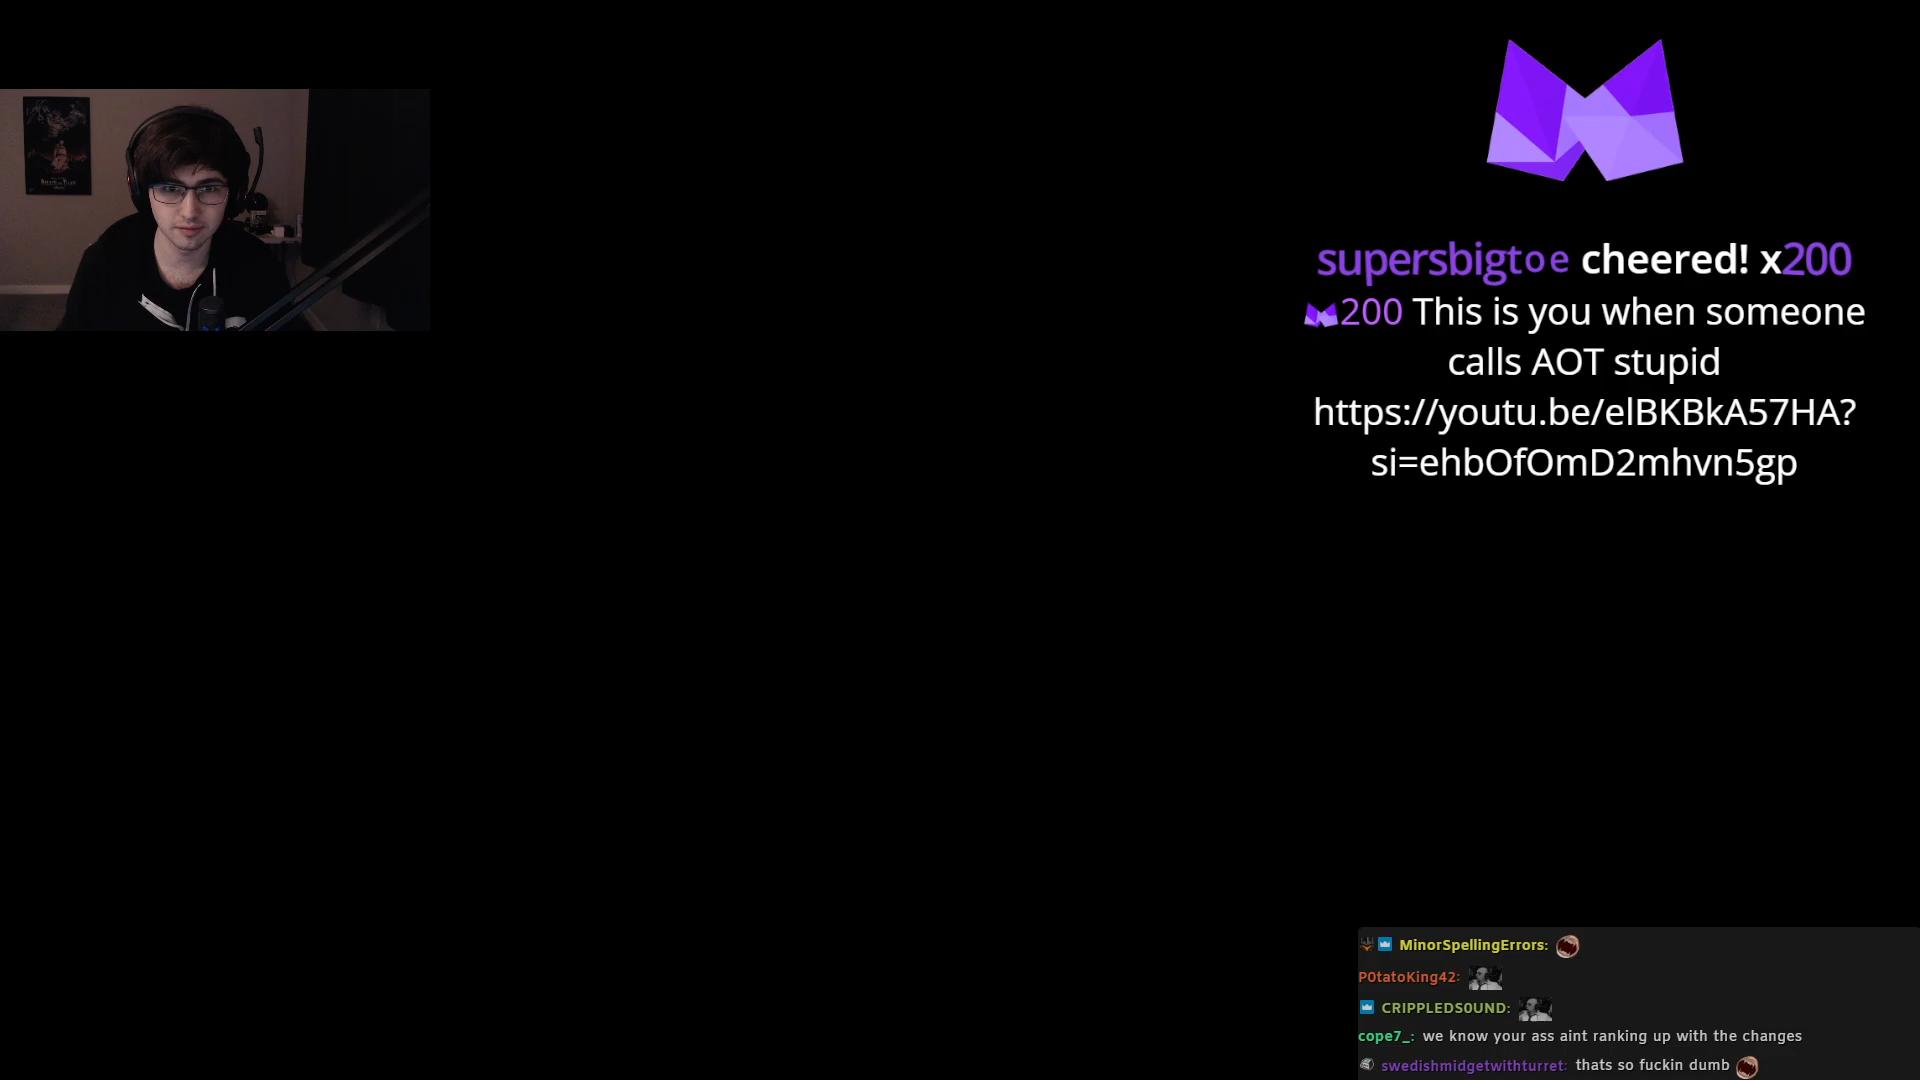 supersbigtoe cheered! x200
200 This is you when someone
calls AOT stupid
https://youtu.be/elBKBkA57HA?
si=ehbOfOmD2mhvn5gp
MinorSpellingErrors:
P0tatoKing42:
CRIPPLEDS0UND:
cope7_: we know your ass aint ranking up with the changes
swedishmidgetwithturret: thats so fuckin dumb